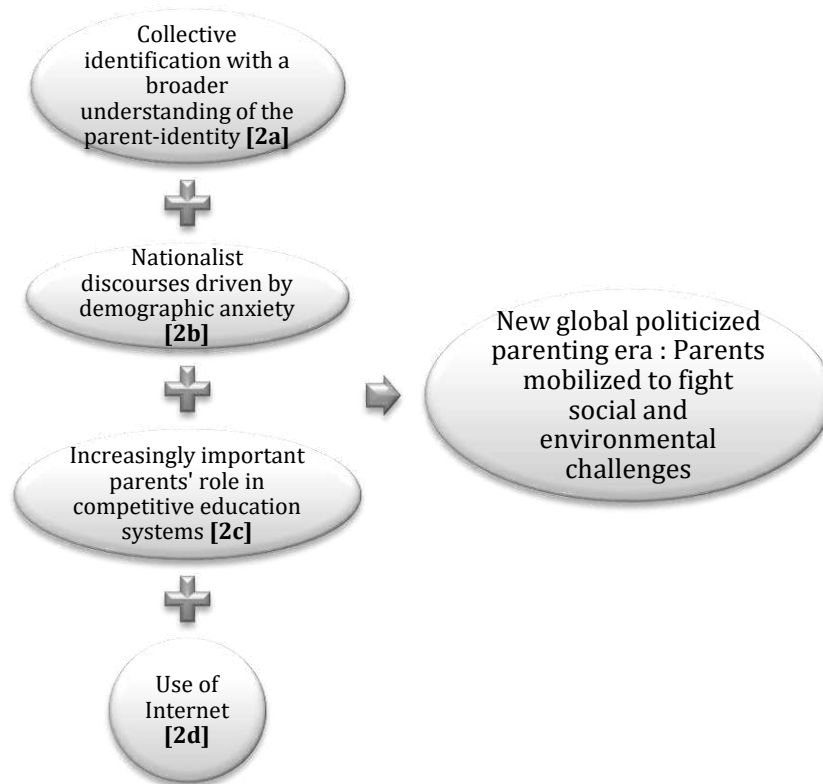 Collective
identification with a
broader
understanding of the
parent-identity [2a]
Nationalist
discourses driven by
demographic anxiety
[2b]
Increasingly important
parents' role in
competitive education
systems [2c]
Use of
Internet
[2d]
New global politicized
parenting era : Parents
mobilized to fight
social and
environmental
challenges